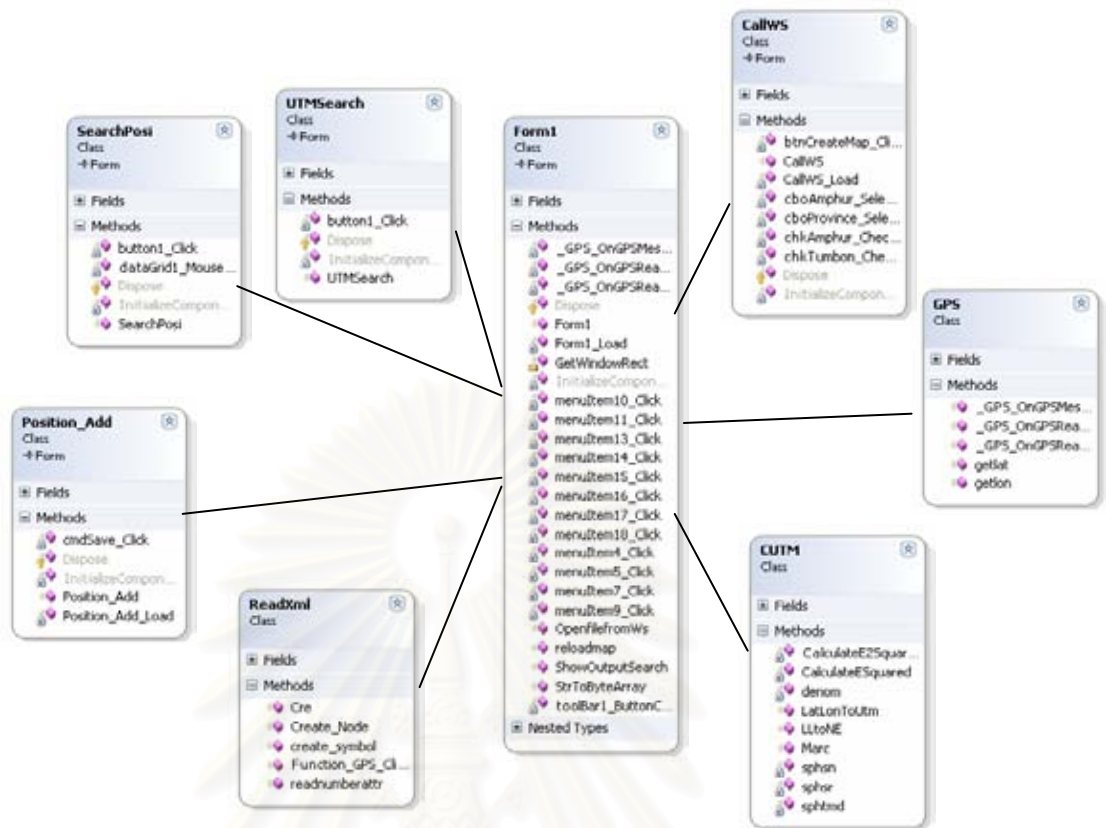 SearchPosi
Class
Form
Fields
Methods
button1_Click
dataGrid1_Mouse...
Dispose
InitializeCompon...
SearchPosi
UTMSearch
Class
Form
Fields
Methods
button1_Click
Dispose
InitializeCompon...
UTMSearch
Form1
Class
Form
Fields
Methods
_GPS_OnGPSMes...
_GPS_OnGPSRea...
_GPS_OnGPSRea...
Dispose
Form1
Form1_Load
GetWindowRect
InitializeCompon...
menuItem10_Click
menuItem11_Click
menuItem13_Click
menuItem14_Click
menuItem15_Click
menuItem16_Click
menuItem17_Click
menuItem18_Click
menuItem4_Click
menuItem5_Click
menuItem7_Click
menuItem9_Click
OpenfilefromWs
reloadmap
ShowOutputSearch
StrToByteArray
toolBar1_ButtonC...
Nested Types
CallWS
Class
Form
Fields
Methods
btnCreateMap_Cli...
CallWS
CallWS_Load
cboAmphur_Sele...
cboProvince_Sele...
chkAmphur_Chec...
chkTumbon_Che...
Dispose
InitializeCompon...
GPS
Class
Fields
Methods
_GPS_OnGPSMes...
_GPS_OnGPSRea...
_GPS_OnGPSRea...
getlat
getlon
Position_Add
Class
Form
Fields
Methods
cmdSave_Click
Dispose
InitializeCompon...
Position_Add
Position_Add_Load
ReadXml
Class
Fields
Methods
Cre
Create_Node
create_symbol
Function_GPS_Cli...
readnumberattr
CUTM
Class
Fields
Methods
CalculateE2Squar...
CalculateESquared
denom
LatLonToUtm
LLtoNE
Marc
sphsn
sphsr
sphtmd